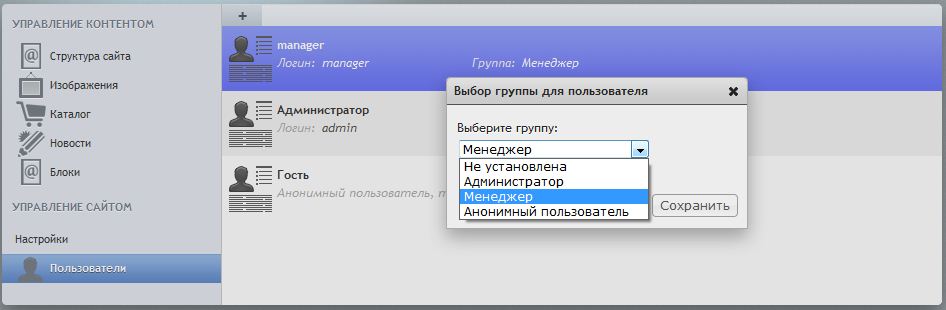 УПРАВЛЕНИЕ КОНТЕНТОМ
Структура сайта
Изображения
Каталог
Новости
Блоки
УПРАВЛЕНИЕ САЙТОМ
Настройки
Пользователи
+
manager
Логин: manager Группа: Менеджер
Администратор
Логин: admin
Гость
Анонимный пользователь,
Выбор группы для пользователя
Выберите группу:
Менеджер
Не установлена
Администратор
Менеджер
Анонимный пользователь
Сохранить